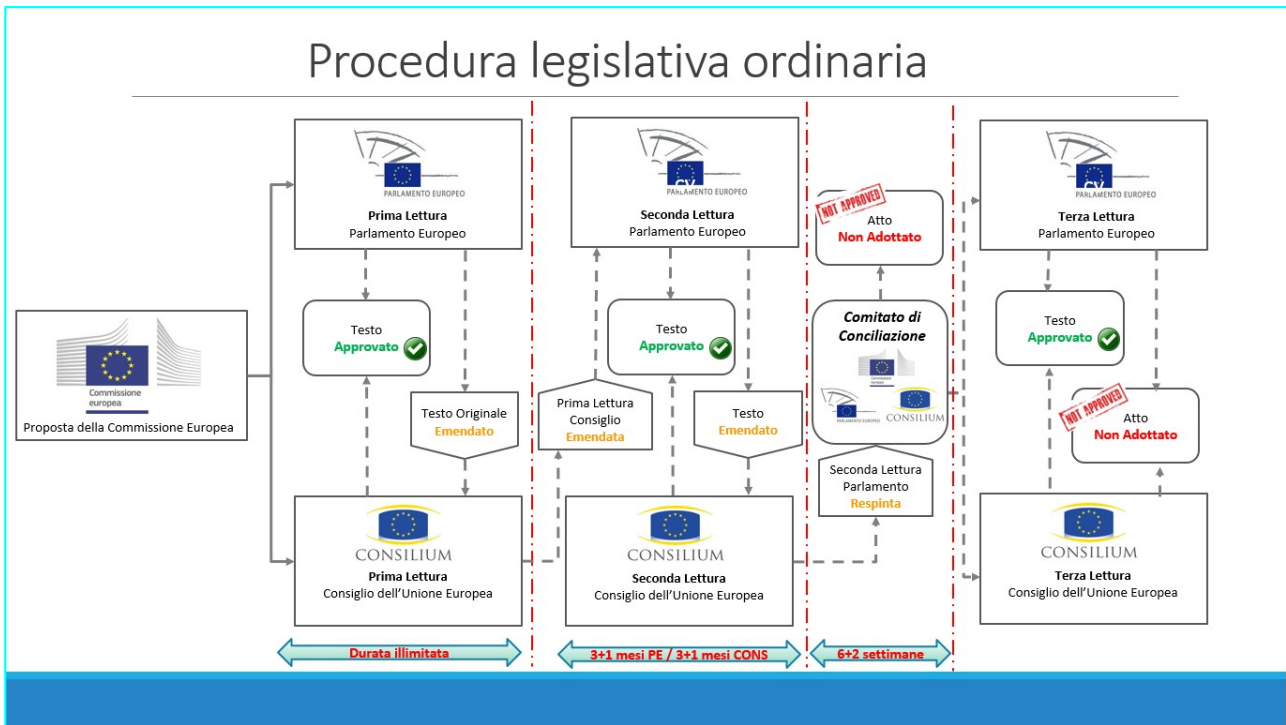 Procedura legislativa ordinaria
Commissione
europea
Proposta della Commissione Europea
PARLAMENTO EUROPEO
Prima Lettura
Parlamento Europeo
Testo
Approvato
Testo Originale
Emendato
CONSILIUM
Prima Lettura
Consiglio dell'Unione Europea
Durata illimitata
PARLAMENTO EUROPEO
Seconda Lettura
Parlamento Europeo
Prima Lettura
Consiglio
Emendata
Testo
Approvato
Testo
Emendato
CONSILIUM
Seconda Lettura
Consiglio dell'Unione Europea
3+1 mesi PE / 3+1 mesi CONS
NOT APPROVED
Atto
Non Adottato
Comitato di
Conciliazione
Commissione
europea
PARLAMENTO EUROPEO
CONSILIUM
Seconda Lettura
Parlamento
Respinta
6+2 settimane
PARLAMENTO EUROPEO
Terza Lettura
Parlamento Europeo
Testo
Approvato
NOT APPROVED
Atto
Non Adottato
CONSILIUM
Terza Lettura
Consiglio dell'Unione Europea